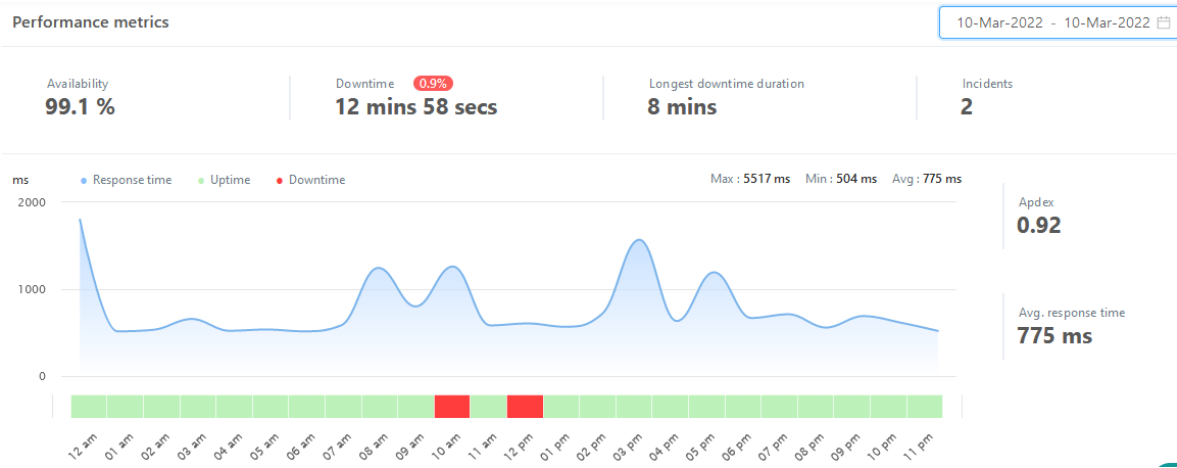 Performance metrics
10-Mar-2022 - 10-Mar-2022
Availability
99.1 %
Downtime 0.9%
12 mins 58 secs
Longest downtime duration
8 mins
Incidents
2
ms
Response time Uptime Downtime
Max : 5517 ms Min : 504 ms Avg : 775 ms
2000
1000
0
12 am 01 am 02 am 03 am 04 am 05 am 06 am 07 am 08 am 09 am 10 am 11 am 12 pm 01 pm 02 pm 03 pm 04 pm 05 pm 06 pm 07 pm 08 pm 09 pm 10 pm 11 pm
Apdex
0.92
Avg. response time
775 ms